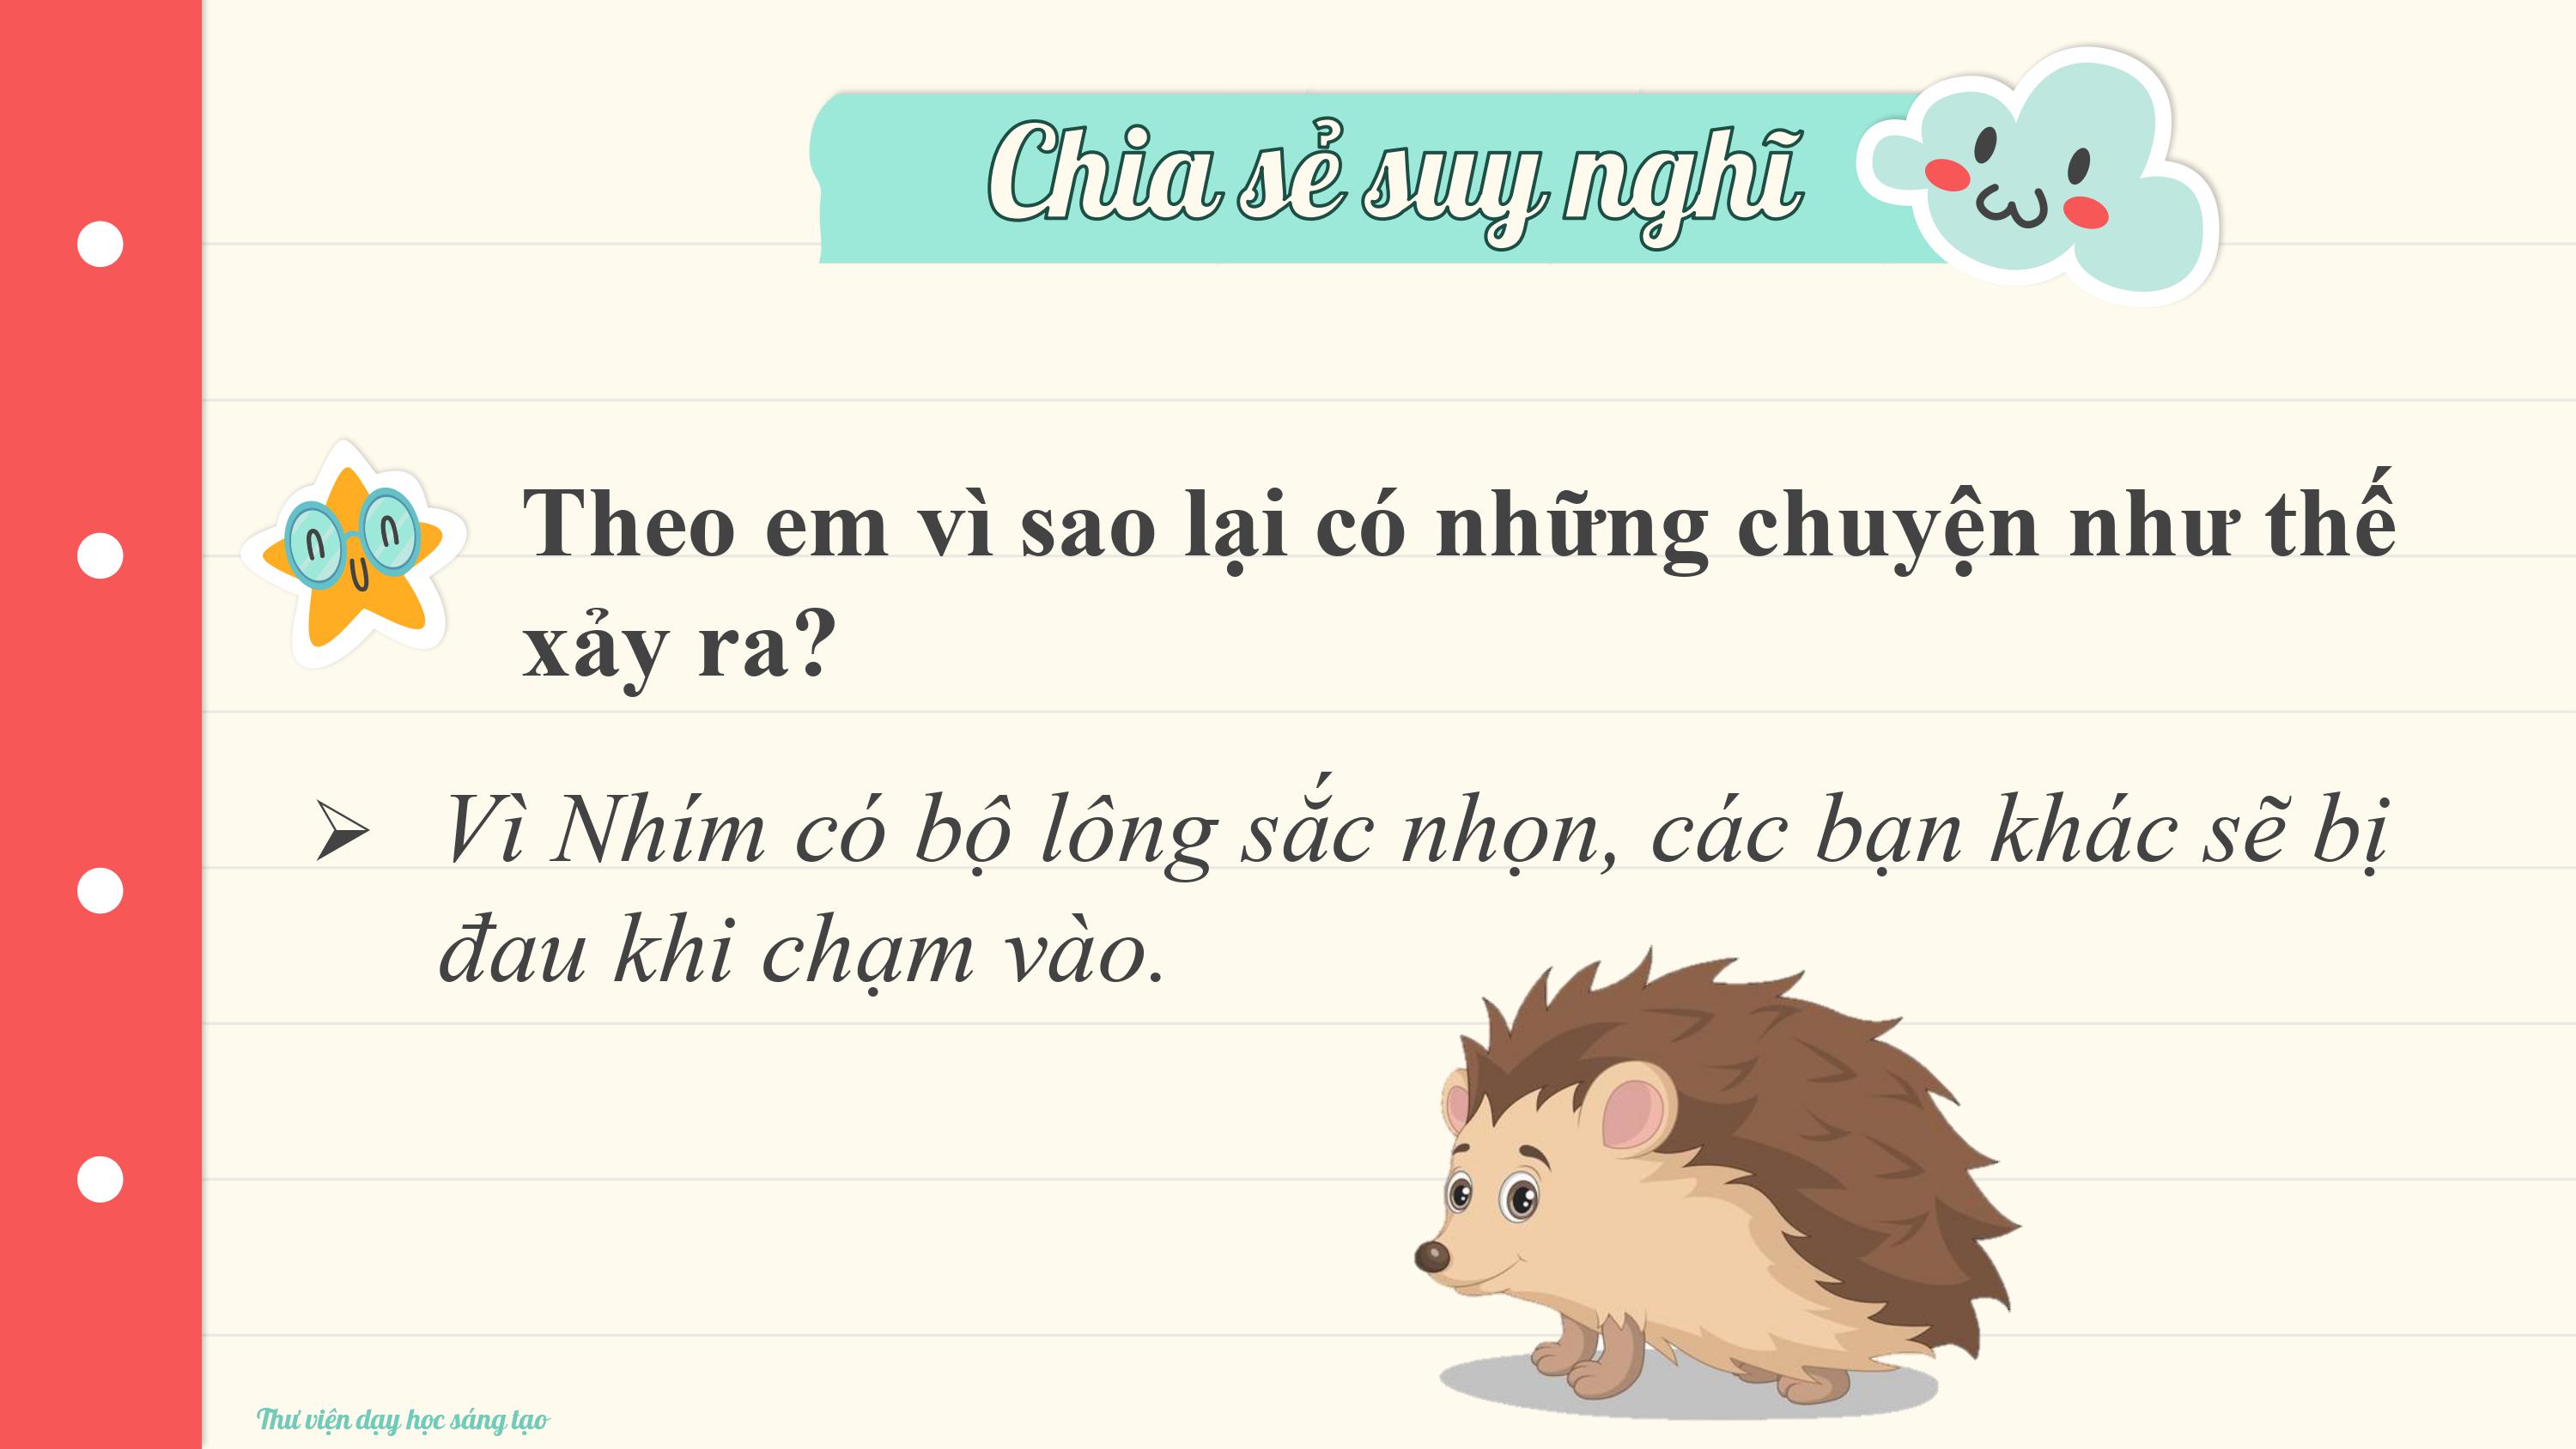 Chia sẻ suy nghĩ
Theo em vì sao lại có những chuyện như thế
xảy ra?
Vì Nhím có bộ lông sắc nhọn, các bạn khác sẽ bị
đau khi chạm vào.
Thư viện dạy học sáng tạo